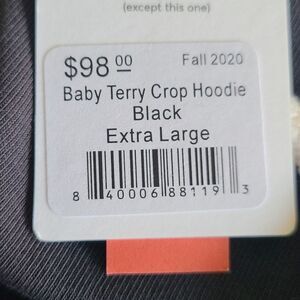 (except this one)
$98.00 Fall 2020
Baby Terry Crop Hoodie
Black
Extra Large
8 40006 88119 3